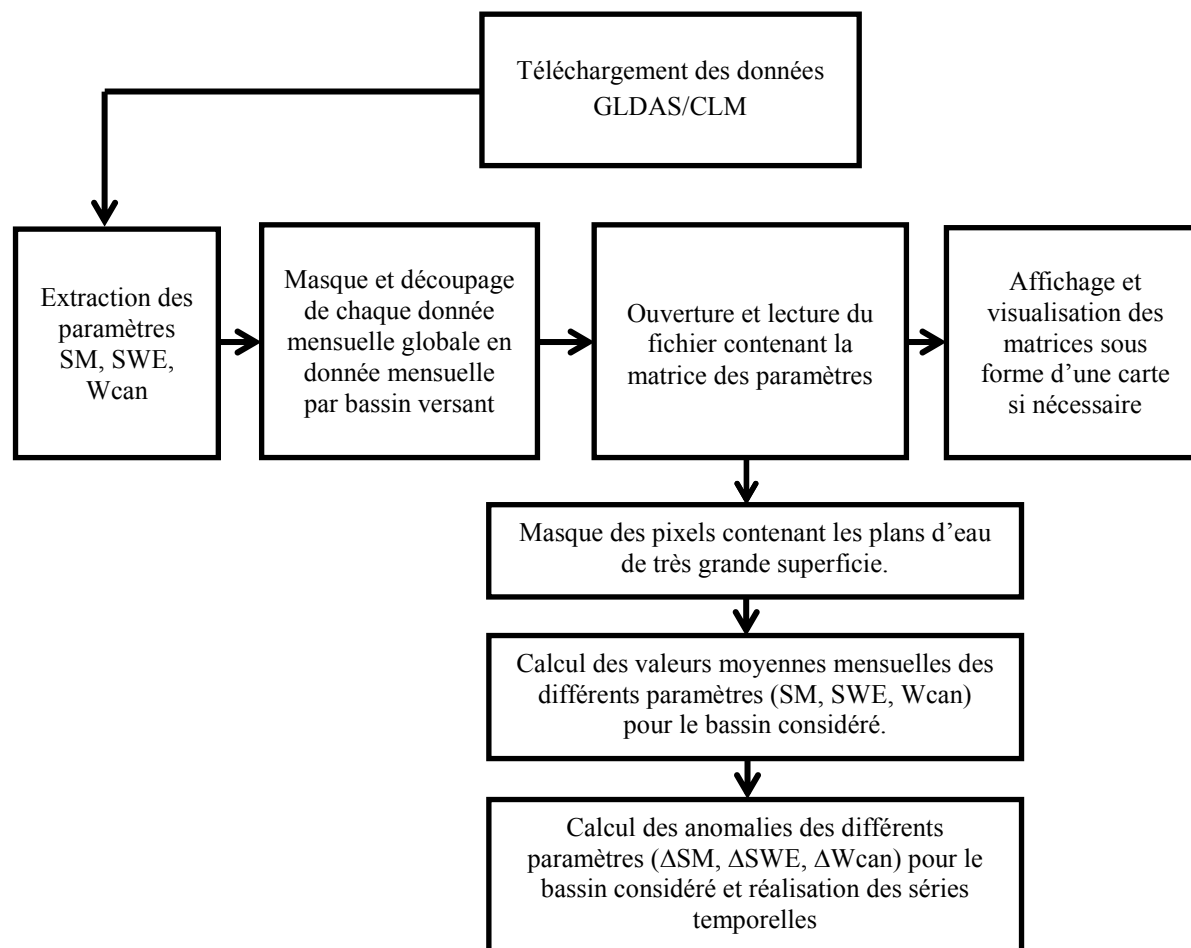 Téléchargement des données
GLDAS/CLM
Extraction des
paramètres
SM, SWE,
Wcan
Masque et découpage
de chaque donnée
mensuelle globale en
donnée mensuelle
par bassin versant
Ouverture et lecture du
fichier contenant la
matrice des paramètres
Affichage et
visualisation des
matrices sous
forme d’une carte
si nécessaire
Masque des pixels contenant les plans d’eau
de très grande superficie.
Calcul des valeurs moyennes mensuelles des
différents paramètres (SM, SWE, Wcan)
pour le bassin considéré.
Calcul des anomalies des différents
paramètres (ΔSM, ΔSWE, ΔWcan) pour le
bassin considéré et réalisation des séries
temporelles